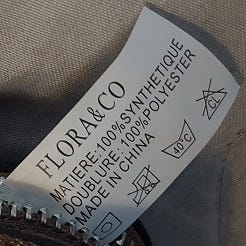 FLORA&CO
MATIERE:100%SYNTHETIQUE
DOUBLURE:100%POLYESTER
MADE IN CHINA
40°C
CL